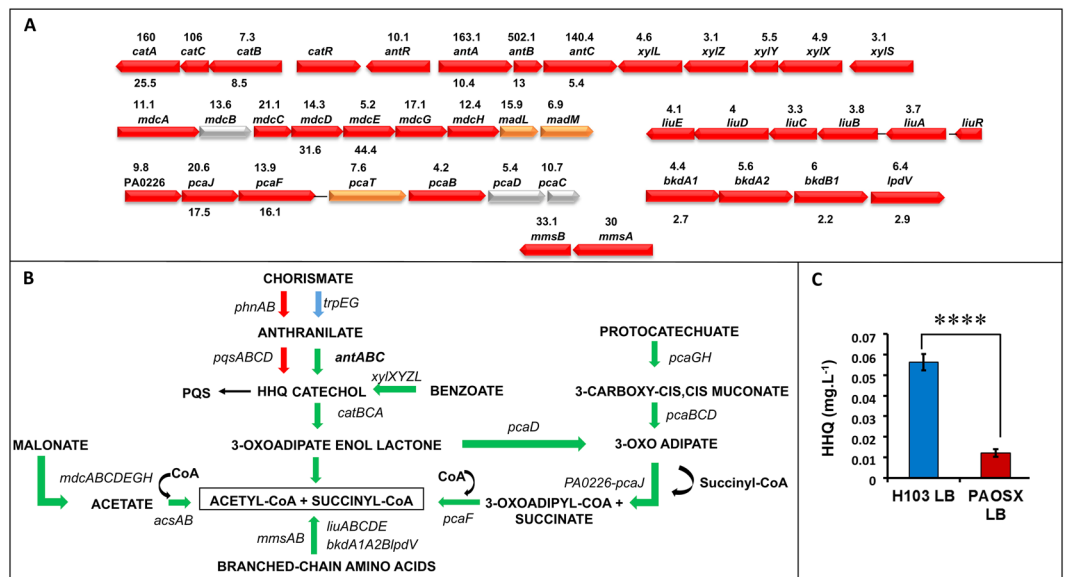 A
160 106 7.3 10.1 163.1 502.1 140.4 4.6 3.1 5.5 4.9 3.1
catA catC catB catR antR antA antB antC xylL xylZ xylY xylX xylS
25.5 8.5 10.4 13 5.4
11.1 13.6 21.1 14.3 5.2 17.1 12.4 15.9 6.9 4.1 4 3.3 3.8 3.7
mdcA mdcB mdcC mdcD mdcE mdcG mdcH madL madM liuE liuD liuC liuB liuA liuR
31.6 44.4
9.8 20.6 13.9 7.6 4.2 5.4 10.7 4.4 5.6 6 6.4
PA0226 pcaJ pcaF pcaT pcaB pcaD pcaC bkdA1 bkdA2 bkdB1 lpdV
17.5 16.1 2.7 2.2 2.9
33.1 30
mmsB mmsA
B
CHORISMATE
phnAB trpEG
ANTHRANILATE
pqsABCD antABC
PQS HHQ CATECHOL xylXYZL BENZOATE
catBCA
3-OXOADIPATE ENOL LACTONE pcaD
PROTOCATECHUATE
pcaGH
3-CARBOXY-CIS,CIS MUCONATE
pcaBCD
3-OXO ADIPATE
MALONATE
mdcABCDEGH CoA
ACETATE
acsAB
ACETYL-CoA + SUCCINYL-CoA
CoA
pcaF
PA0226-pcaJ Succinyl-CoA
3-OXOADIPYL-COA +
SUCCINATE
mmsAB liuABCDE
bkdA1A2BlpdV
BRANCHED-CHAIN AMINO ACIDS
C
HHQ (mg.L-1)
0.07
0.06
0.05
0.04
0.03
0.02
0.01
0
****
H103 LB PAOSX
LB